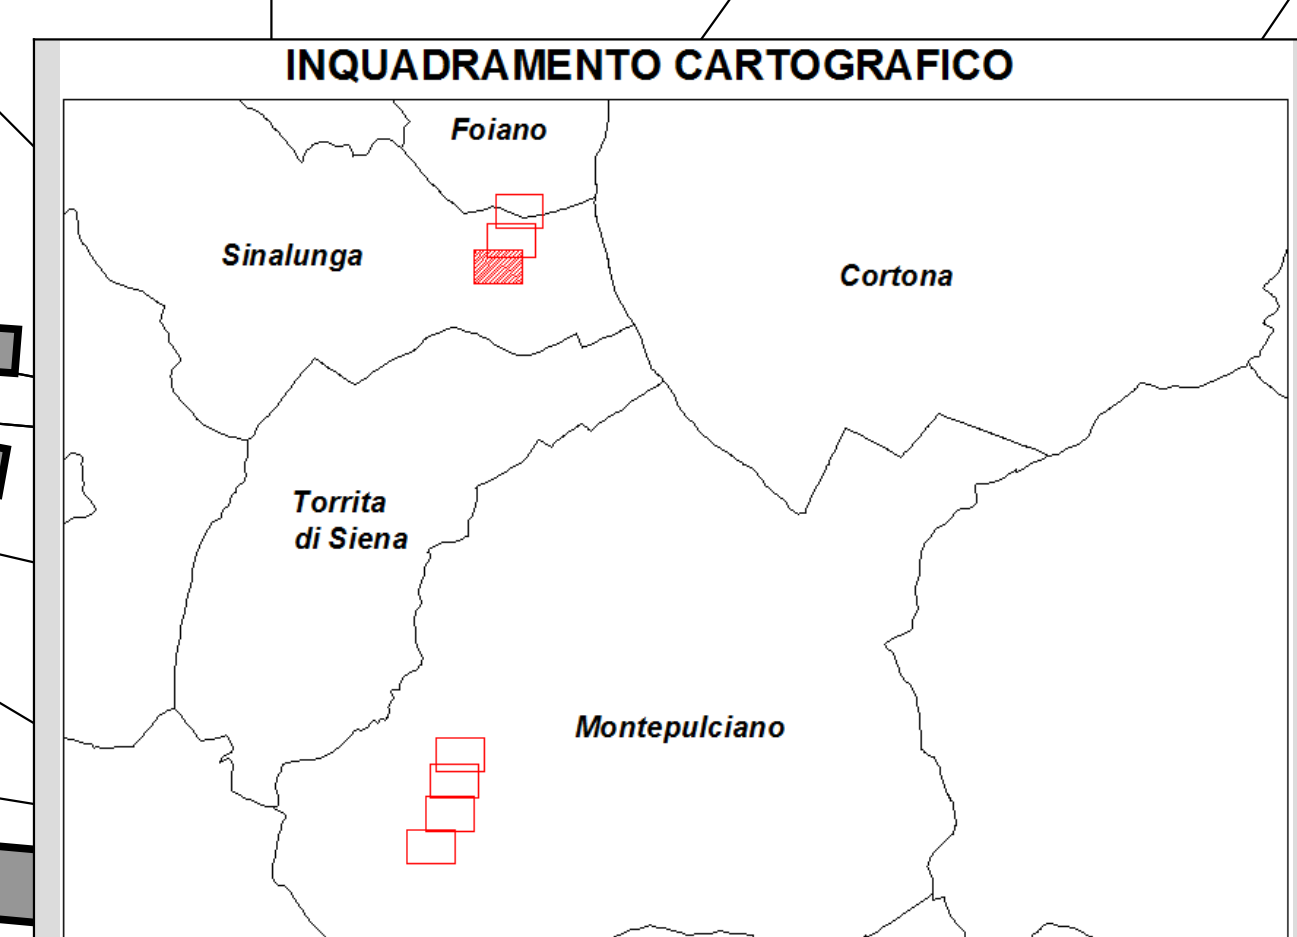 INQUADRAMENTO CARTOGRAFICO
Foiano
Sinalunga
Cortona
Torrita
di Siena
Montepulciano